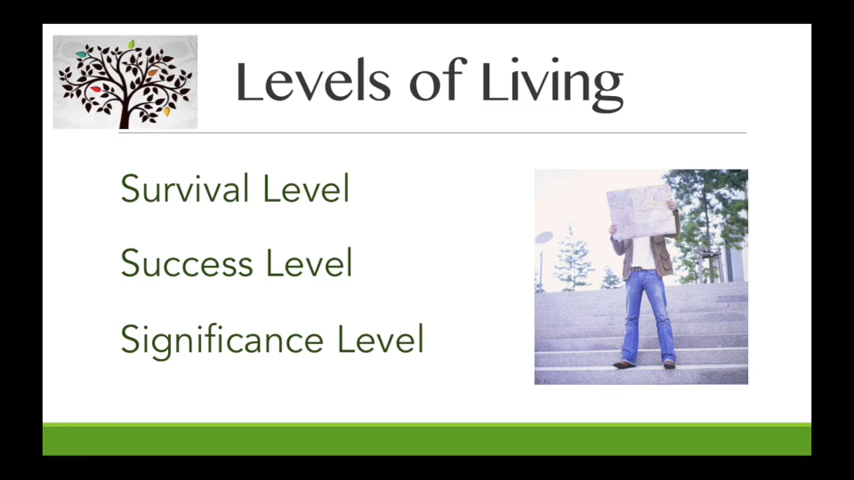 Levels of Living
Survival Level
Success Level
Significance Level